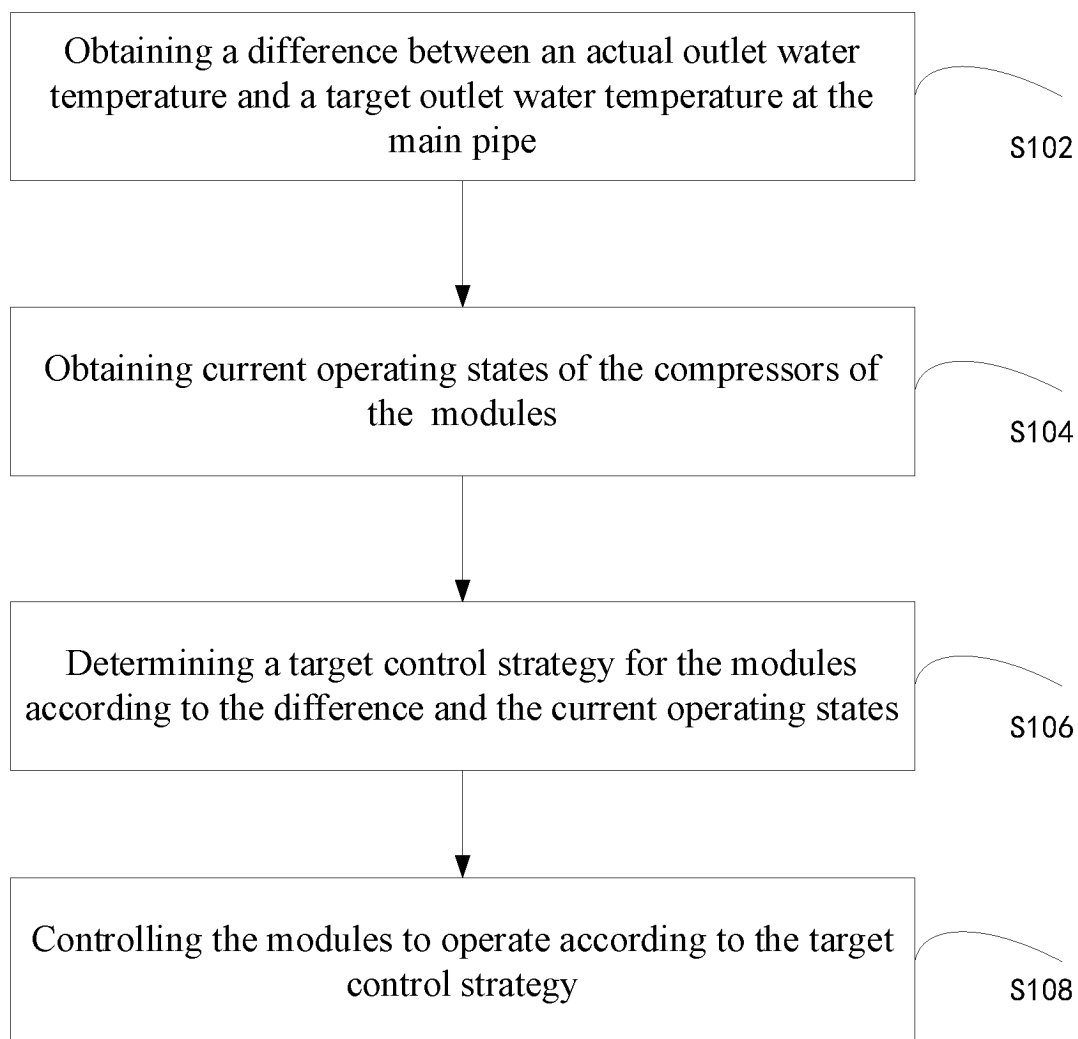 Obtaining a difference between an actual outlet water
temperature and a target outlet water temperature at the
main pipe
S102
Obtaining current operating states of the compressors of
the modules
S104
Determining a target control strategy for the modules
according to the difference and the current operating states
S106
Controlling the modules to operate according to the target
control strategy
S108